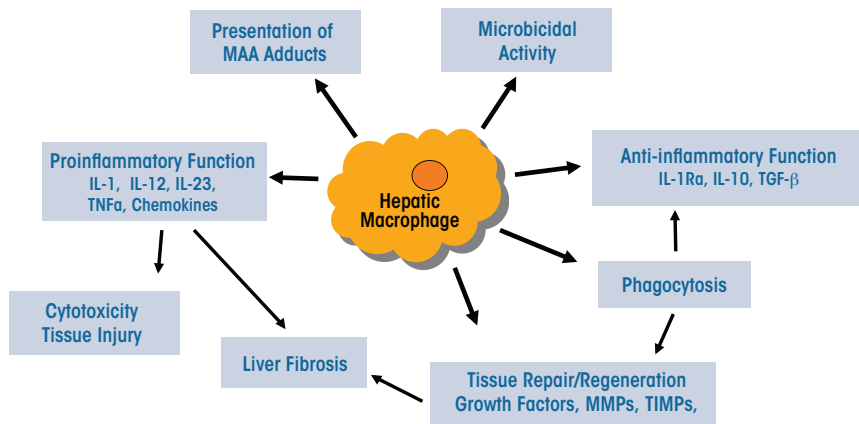 Presentation of
MAA Adducts
Microbicidal
Activity
Proinflammatory Function
IL-1, IL-12, IL-23,
TNFa, Chemokines
Hepatic
Macrophage
Anti-inflammatory Function
IL-1Ra, IL-10, TGF-β
Phagocytosis
Cytotoxicity
Tissue Injury
Liver Fibrosis
Tissue Repair/Regeneration
Growth Factors, MMPs, TIMPs,